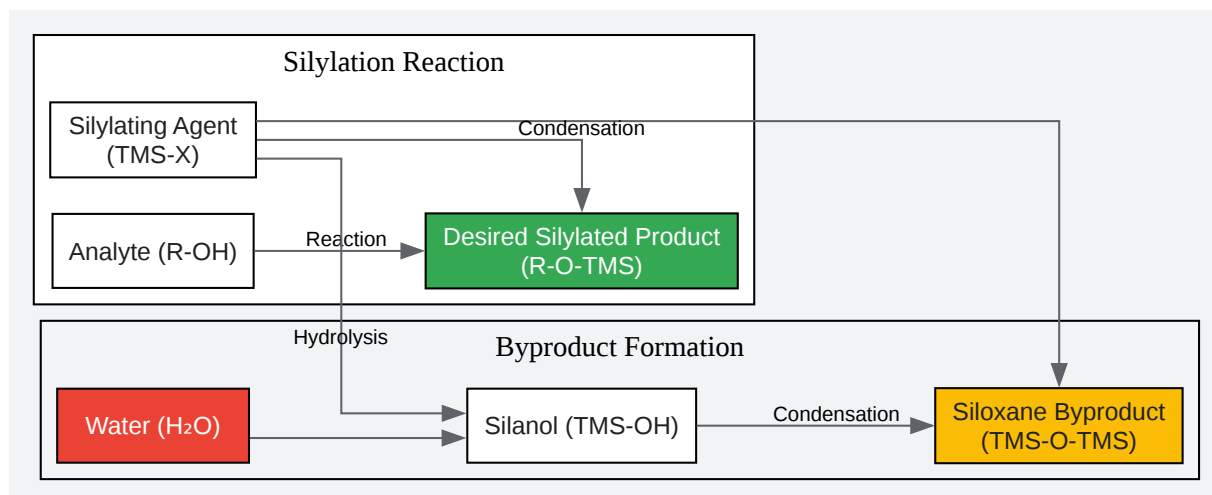 Silylation Reaction
Silylating Agent
(TMS-X)
Condensation
Analyte (R-OH)
Reaction
Desired Silylated Product
(R-O-TMS)
Hydrolysis
Byproduct Formation
Water (H₂O)
Silanol (TMS-OH)
Condensation
Siloxane Byproduct
(TMS-O-TMS)